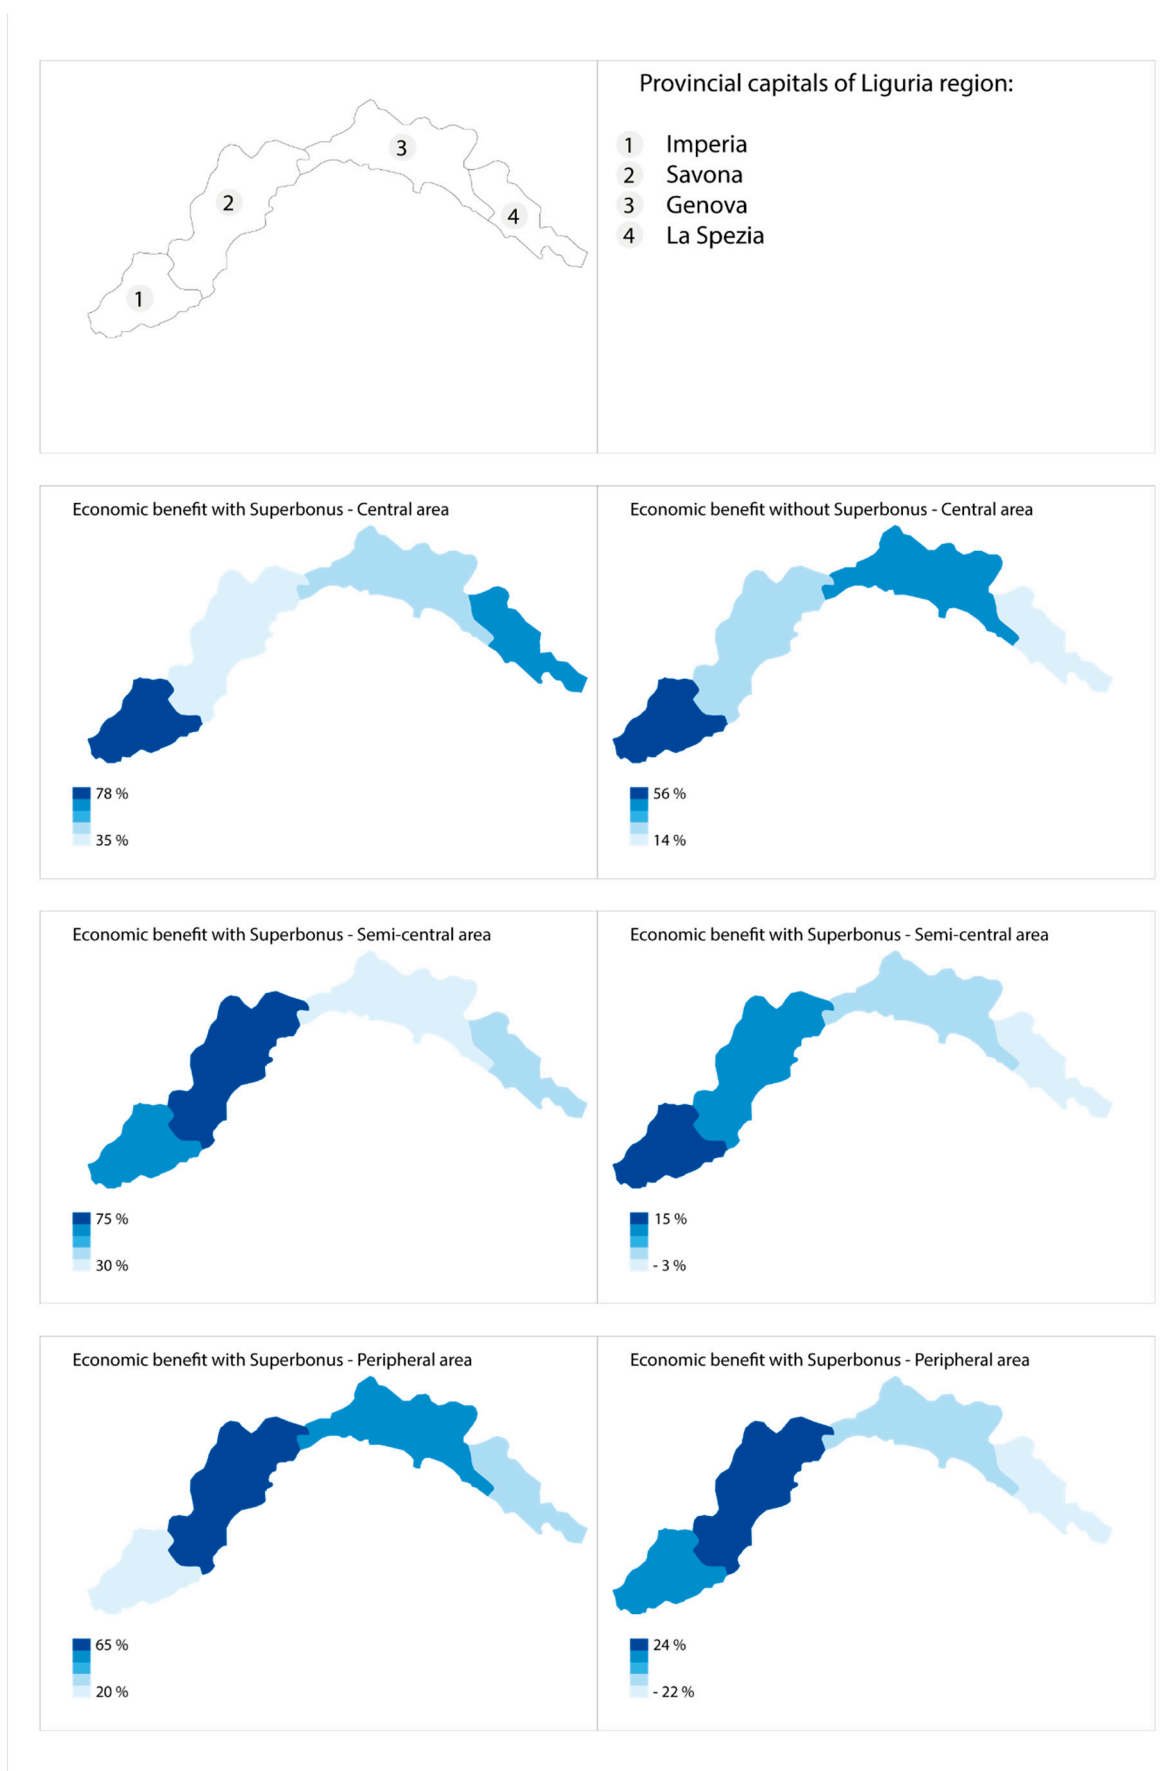 Provincial capitals of Liguria region:
1 Imperia
2 Savona
3 Genova
4 La Spezia
1
2
3
4
Economic benefit with Superbonus - Central area
78 %
35 %
Economic benefit without Superbonus - Central area
56 %
14 %
Economic benefit with Superbonus - Semi-central area
75 %
30 %
Economic benefit with Superbonus - Semi-central area
15 %
- 3 %
Economic benefit with Superbonus - Peripheral area
65 %
20 %
Economic benefit with Superbonus - Peripheral area
24 %
- 22 %